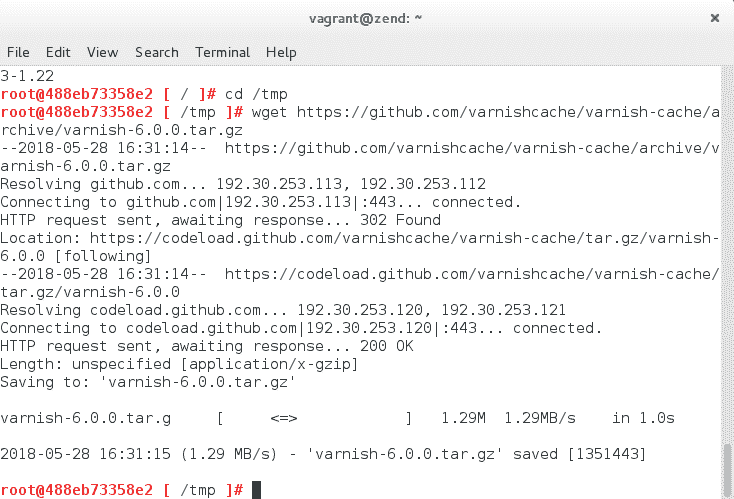 vagrant@zend: ~ ×
File Edit View Search Terminal Help
3-1.22
root@488eb73358e2 [ / ]# cd /tmp
root@488eb73358e2 [ /tmp ]# wget https://github.com/varnishcache/varnish-cache/a
rchive/varnish-6.0.0.tar.gz
--2018-05-28 16:31:14--  https://github.com/varnishcache/varnish-cache/archive/v
arnish-6.0.0.tar.gz
Resolving github.com... 192.30.253.113, 192.30.253.112
Connecting to github.com|192.30.253.113|:443... connected.
HTTP request sent, awaiting response... 302 Found
Location: https://codeload.github.com/varnishcache/varnish-cache/tar.gz/varnish-
6.0.0 [following]
--2018-05-28 16:31:14--  https://codeload.github.com/varnishcache/varnish-cache/
tar.gz/varnish-6.0.0
Resolving codeload.github.com... 192.30.253.120, 192.30.253.121
Connecting to codeload.github.com|192.30.253.120|:443... connected.
HTTP request sent, awaiting response... 200 OK
Length: unspecified [application/x-gzip]
Saving to: 'varnish-6.0.0.tar.gz'
varnish-6.0.0.tar.g     [     <=>            ]   1.29M  1.29MB/s    in 1.0s
2018-05-28 16:31:15 (1.29 MB/s) - 'varnish-6.0.0.tar.gz' saved [1351443]
root@488eb73358e2 [ /tmp ]#